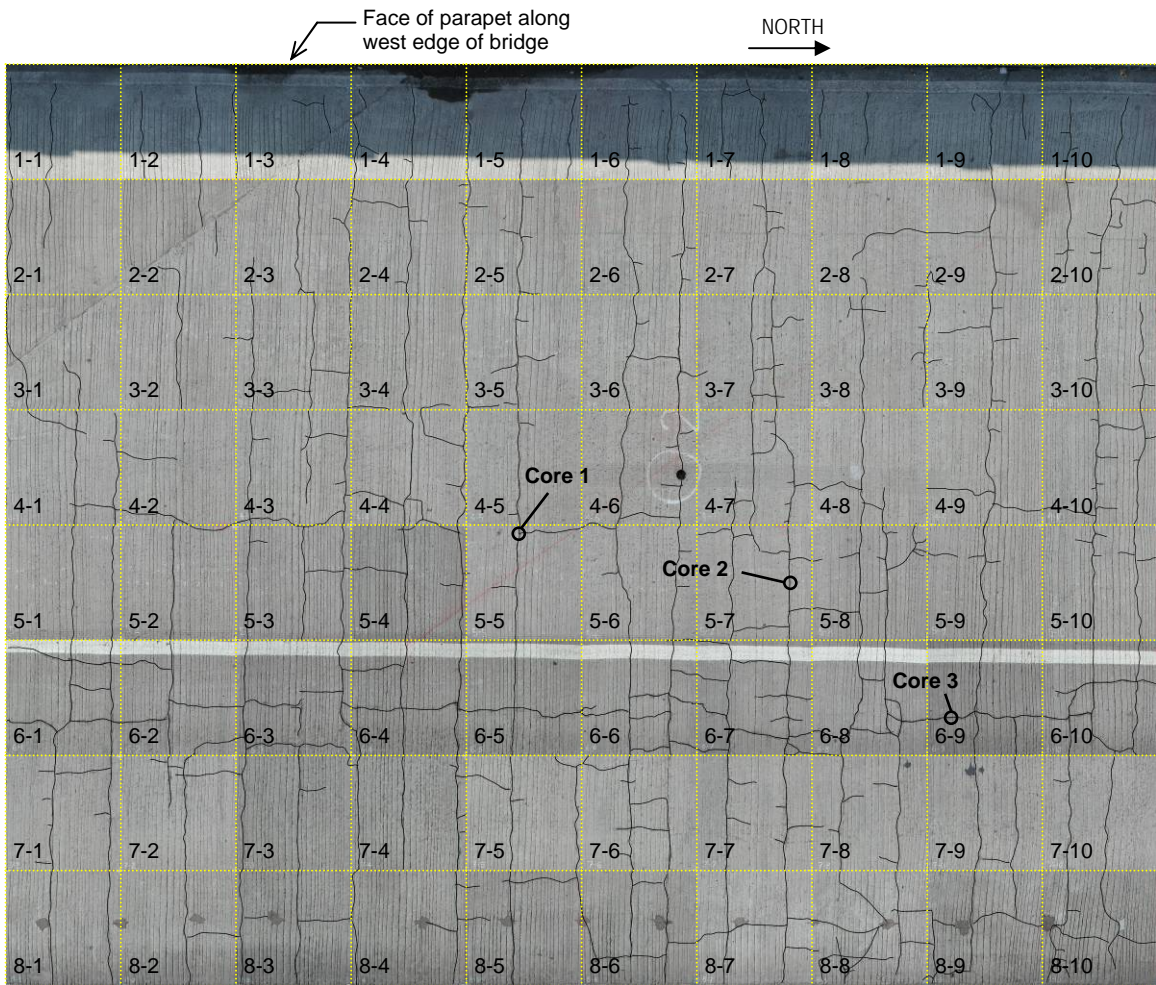 Face of parapet along
west edge of bridge
NORTH
1-1 1-2 1-3 1-4 1-5 1-6 1-7 1-8 1-9 1-10
2-1 2-2 2-3 2-4 2-5 2-6 2-7 2-8 2-9 2-10
3-1 3-2 3-3 3-4 3-5 3-6 3-7 3-8 3-9 3-10
2
Core 1
4-1 4-2 4-3 4-4 4-5 4-6 4-7 4-8 4-9 4-10
Core 2
5-1 5-2 5-3 5-4 5-5 5-6 5-7 5-8 5-9 5-10
Core 3
6-1 6-2 6-3 6-4 6-5 6-6 6-7 6-8 6-9 6-10
7-1 7-2 7-3 7-4 7-5 7-6 7-7 7-8 7-9 7-10
8-1 8-2 8-3 8-4 8-5 8-6 8-7 8-8 8-9 8-10